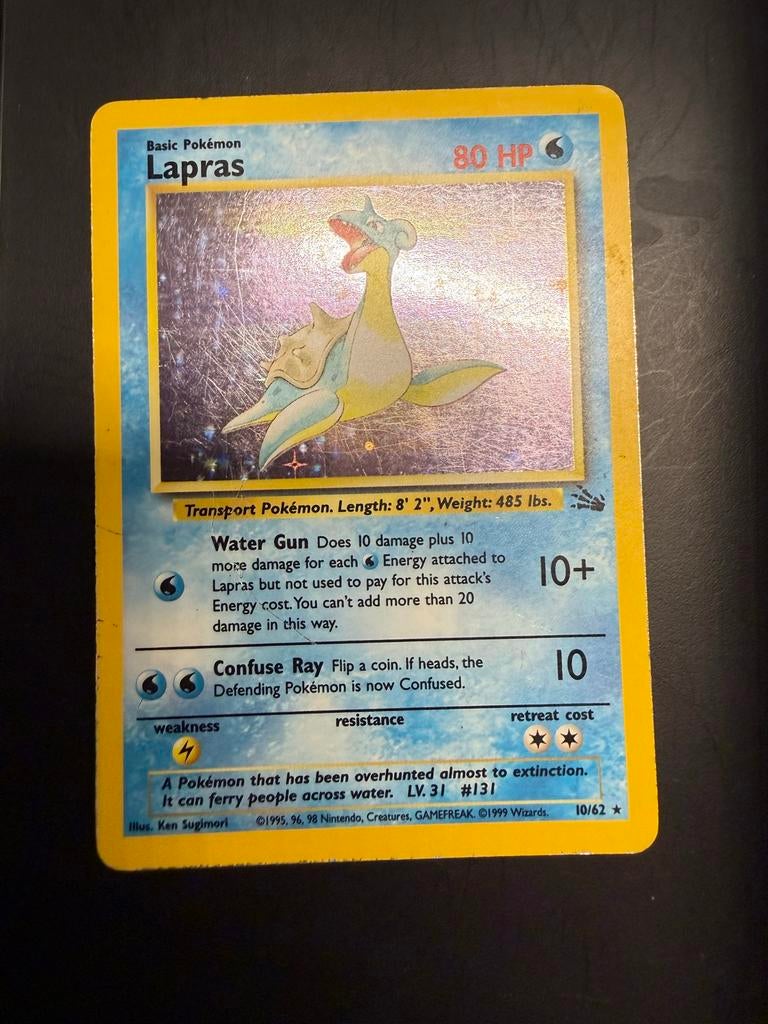 Basic Pokémon
Lapras
80 HP
Transport Pokémon. Length: 8' 2", Weight: 485 lbs.
Water Gun Does 10 damage plus 10
more damage for each Energy attached to
Lapras but not used to pay for this attack's
Energy cost. You can't add more than 20
damage in this way.
10+
Confuse Ray Flip a coin. If heads, the
Defending Pokémon is now Confused.
10
weakness
resistance
retreat cost
A Pokémon that has been overhunted almost to extinction.
It can ferry people across water. LV. 31 #131
Illus. Ken Sugimori
©1995, 96, 98 Nintendo, Creatures, GAMEFREAK. ©1999 Wizards.
10/62 ★